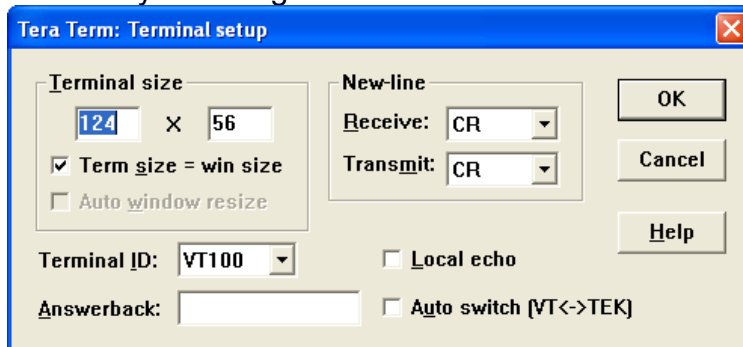 Tera Term: Terminal setup
Terminal size
124 X 56
Term size = win size
Auto window resize
New-line
Receive: CR
Transmit: CR
OK
Cancel
Help
Terminal ID: VT100
Local echo
Answerback:
Auto switch (VT<->TEK)